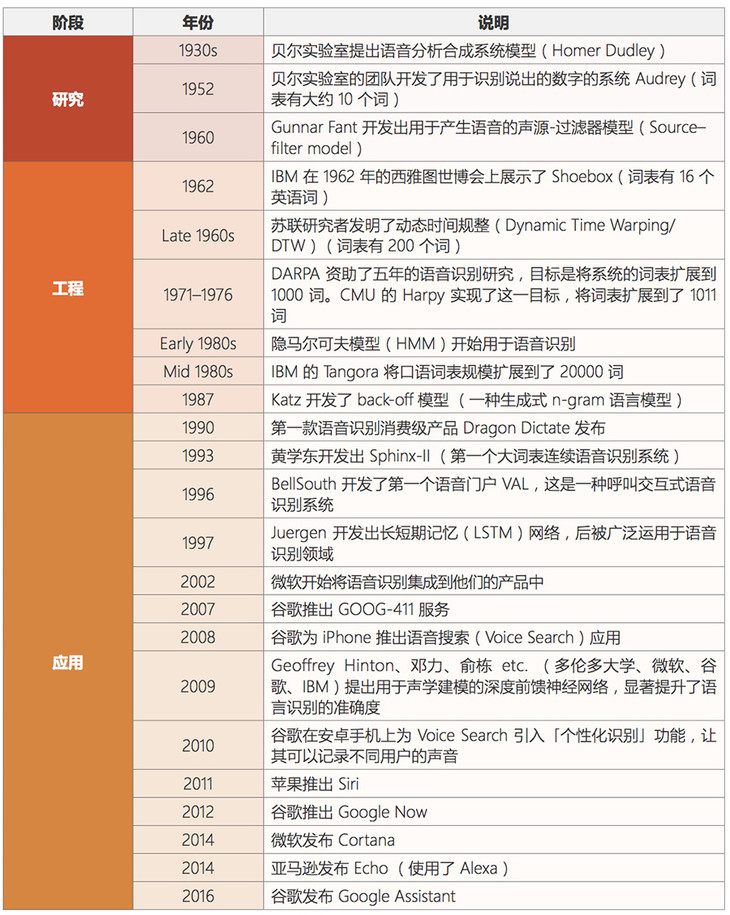 阶段 年份 说明
研究
1930s 贝尔实验室提出语音分析合成系统模型（Homer Dudley）
1952 贝尔实验室的团队开发了用于识别说出的数字的系统 Audrey（词
表有大约 10 个词）
1960 Gunnar Fant 开发出用于产生语音的声源-过滤器模型（Source–
filter model）
工程
1962 IBM 在 1962 年的西雅图世博会上展示了 Shoebox（词表有 16 个
英语词）
Late 1960s 苏联研究者发明了动态时间规整（Dynamic Time Warping/
DTW）（词表有 200 个词）
1971–1976 DARPA 资助了五年的语音识别研究，目标是将系统的词表扩展到
1000 词。CMU 的 Harpy 实现了这一目标，将词表扩展到了 1011
词
Early 1980s 隐马尔可夫模型（HMM）开始用于语音识别
Mid 1980s IBM 的 Tangora 将口语词表规模扩展到了 20000 词
1987 Katz 开发了 back-off 模型 （一种生成式 n-gram 语言模型）
应用
1990 第一款语音识别消费级产品 Dragon Dictate 发布
1993 黄学东开发出 Sphinx-II （第一个大词表连续语音识别系统）
1996 BellSouth 开发了第一个语音门户 VAL，这是一种呼叫交互式语音
识别系统
1997 Juergen 开发出长短期记忆（LSTM）网络，后被广泛运用于语音
识别领域
2002 微软开始将语音识别集成到他们的产品中
2007 谷歌推出 GOOG-411 服务
2008 谷歌为 iPhone 推出语音搜索（Voice Search）应用
2009 Geoffrey Hinton、邓力、俞栋 etc. （多伦多大学、微软、谷
歌、IBM）提出用于声学建模的深度前馈神经网络，显著提升了语
言识别的准确度
2010 谷歌在安卓手机上为 Voice Search 引入「个性化识别」功能，让
其可以记录不同用户的声音
2011 苹果推出 Siri
2012 谷歌推出 Google Now
2014 微软发布 Cortana
2014 亚马逊发布 Echo （使用了 Alexa）
2016 谷歌发布 Google Assistant